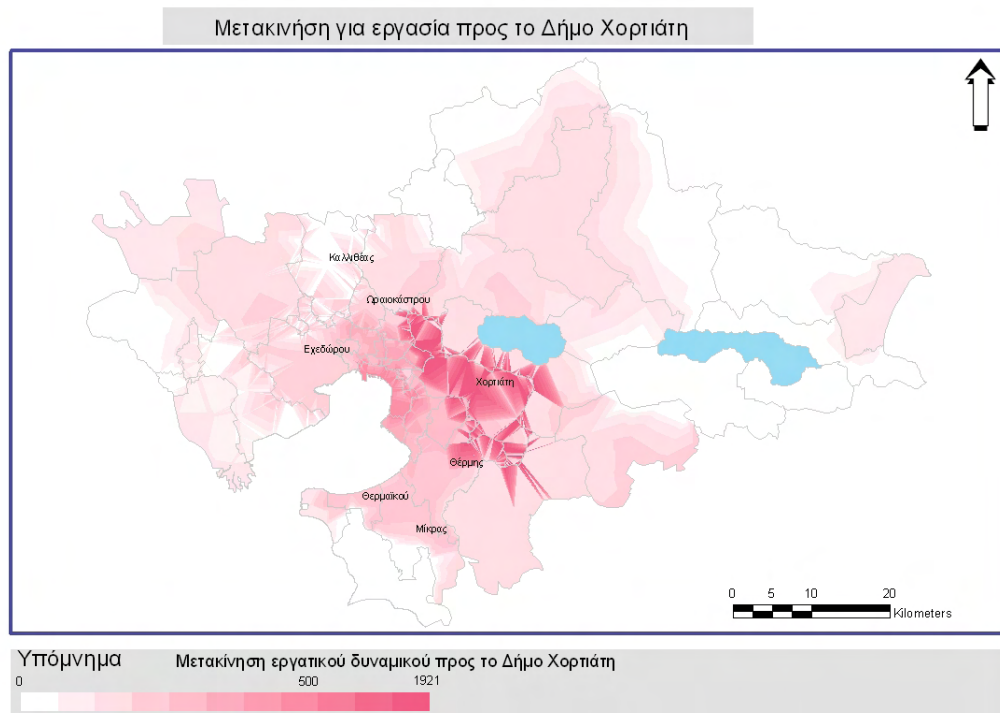 Μετακινήση για εργασία προς το Δήμο Χορτιάτη
Καλλιθέας
Ωραιοκάστρου
Εχεδώρου
Χορτιάτη
Θέρμης
Θερμαϊκού
Μίκρας
0 5 10 20
Kilometers
Υπόμνημα Μετακίνηση εργατικού δυναμικού προς το Δήμο Χορτιάτη
0 500 1921